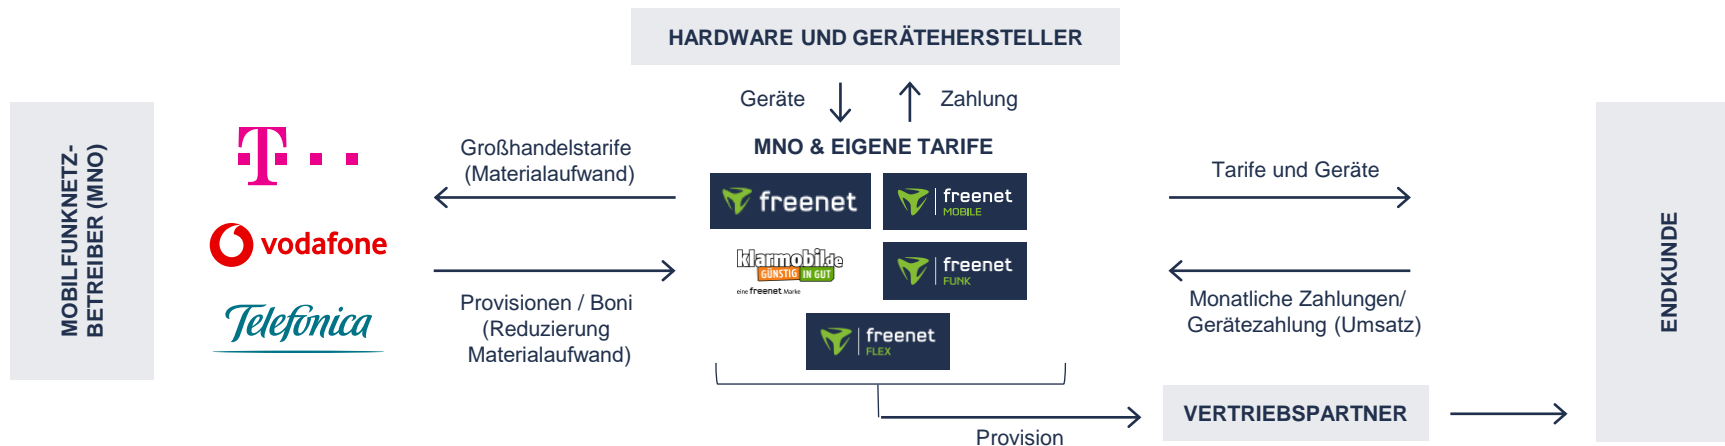 HARDWARE UND GERÄTEHERSTELLER
Geräte
Zahlung
MOBILFUNKNETZ-
BETREIBER (MNO)
T
vodafone
Telefónica
Großhandelstarife
(Materialaufwand)
Provisionen / Boni
(Reduzierung
Materialaufwand)
MNO & EIGENE TARIFE
freenet
freenet
MOBILE
klarmobil.de
GÜNSTIG IN GUT
eine freenet Marke
freenet
FUNK
freenet
FLEX
Tarife und Geräte
Monatliche Zahlungen/
Gerätezahlung (Umsatz)
ENDKUNDE
Provision
VERTRIEBSPARTNER